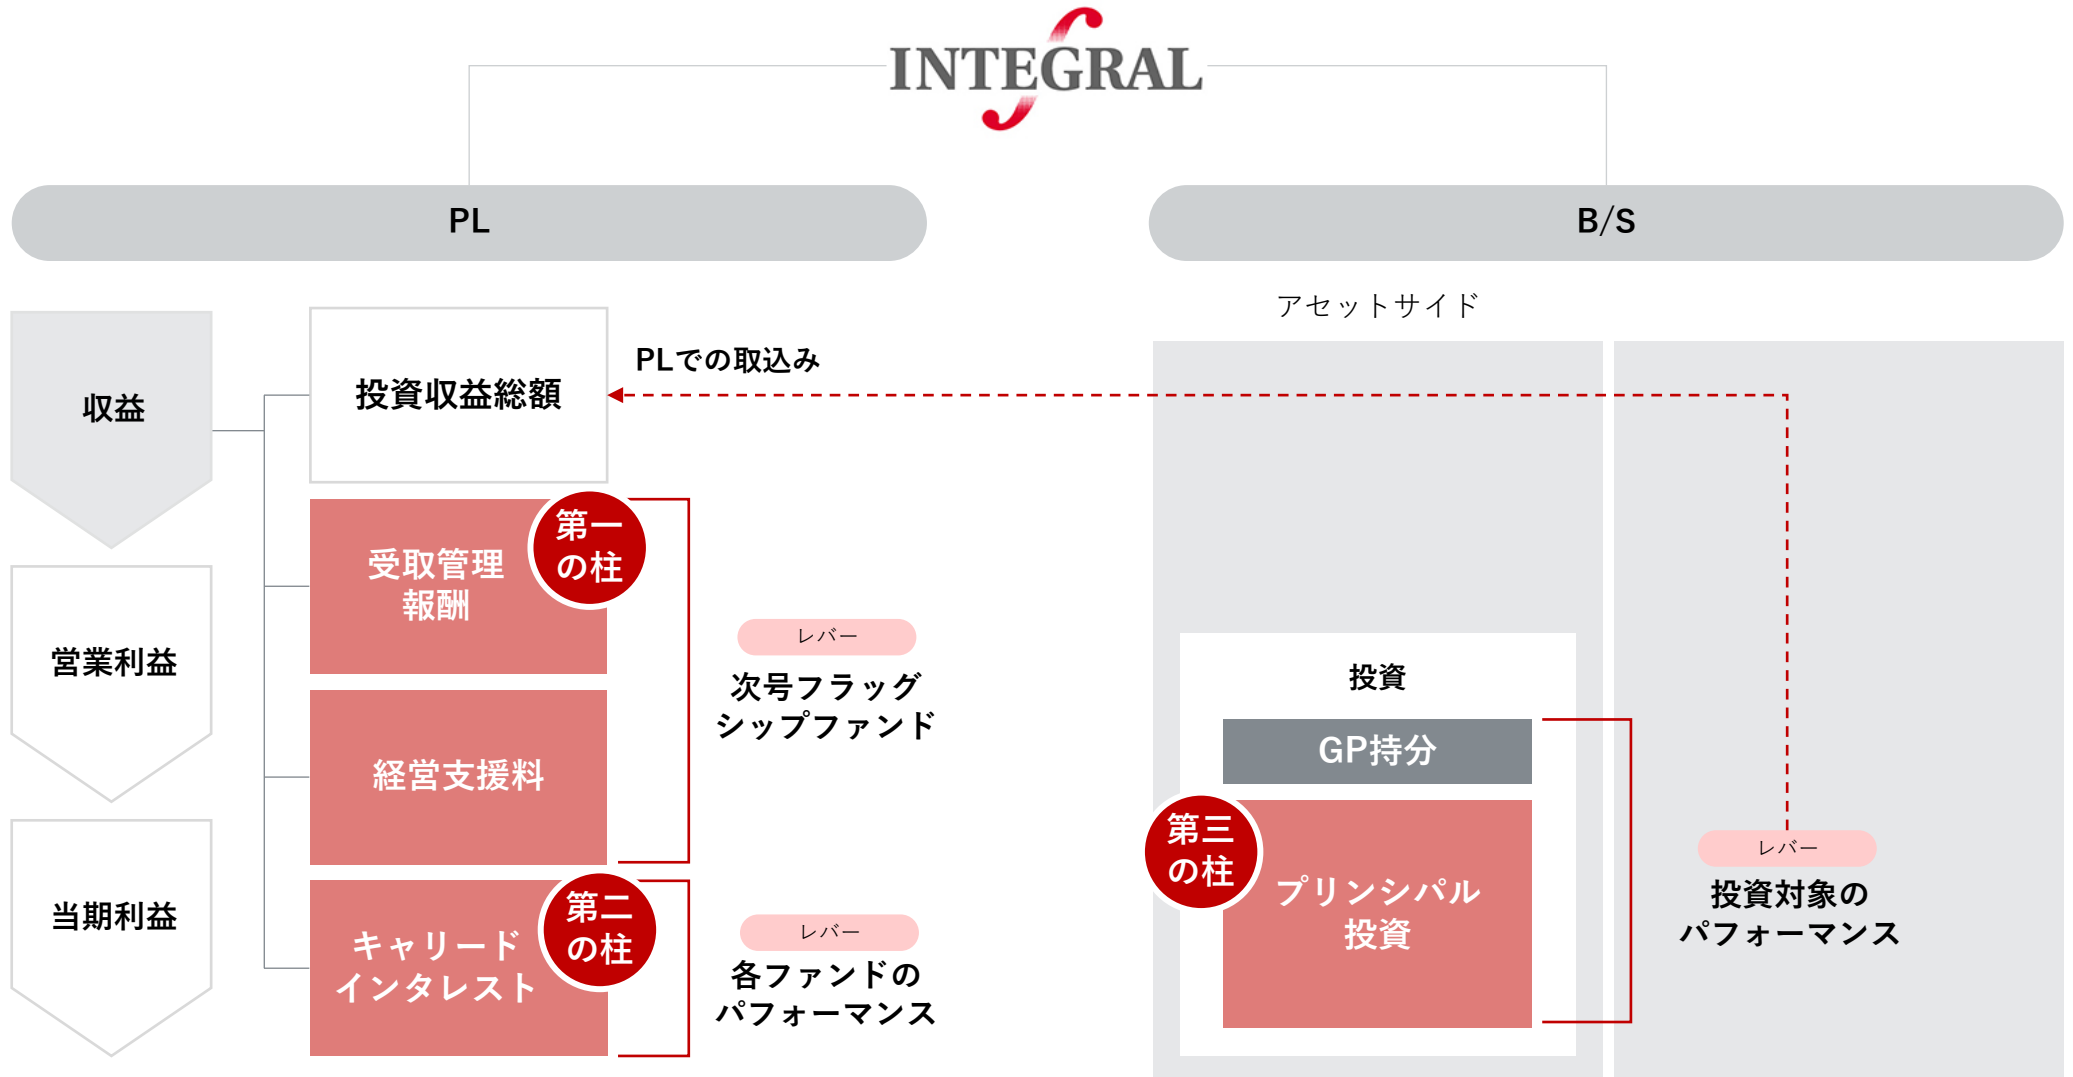 INTEGRAL
PL
B/S
アセットサイド
収益
営業利益
当期利益
投資収益総額
PLでの取込み
第一
の柱
受取管理
報酬
経営支援料
レバー
次号フラッグ
シップファンド
第二
の柱
キャリード
インタレスト
レバー
各ファンドの
パフォーマンス
投資
GP持分
第三
の柱
プリンシパル
投資
レバー
投資対象の
パフォーマンス